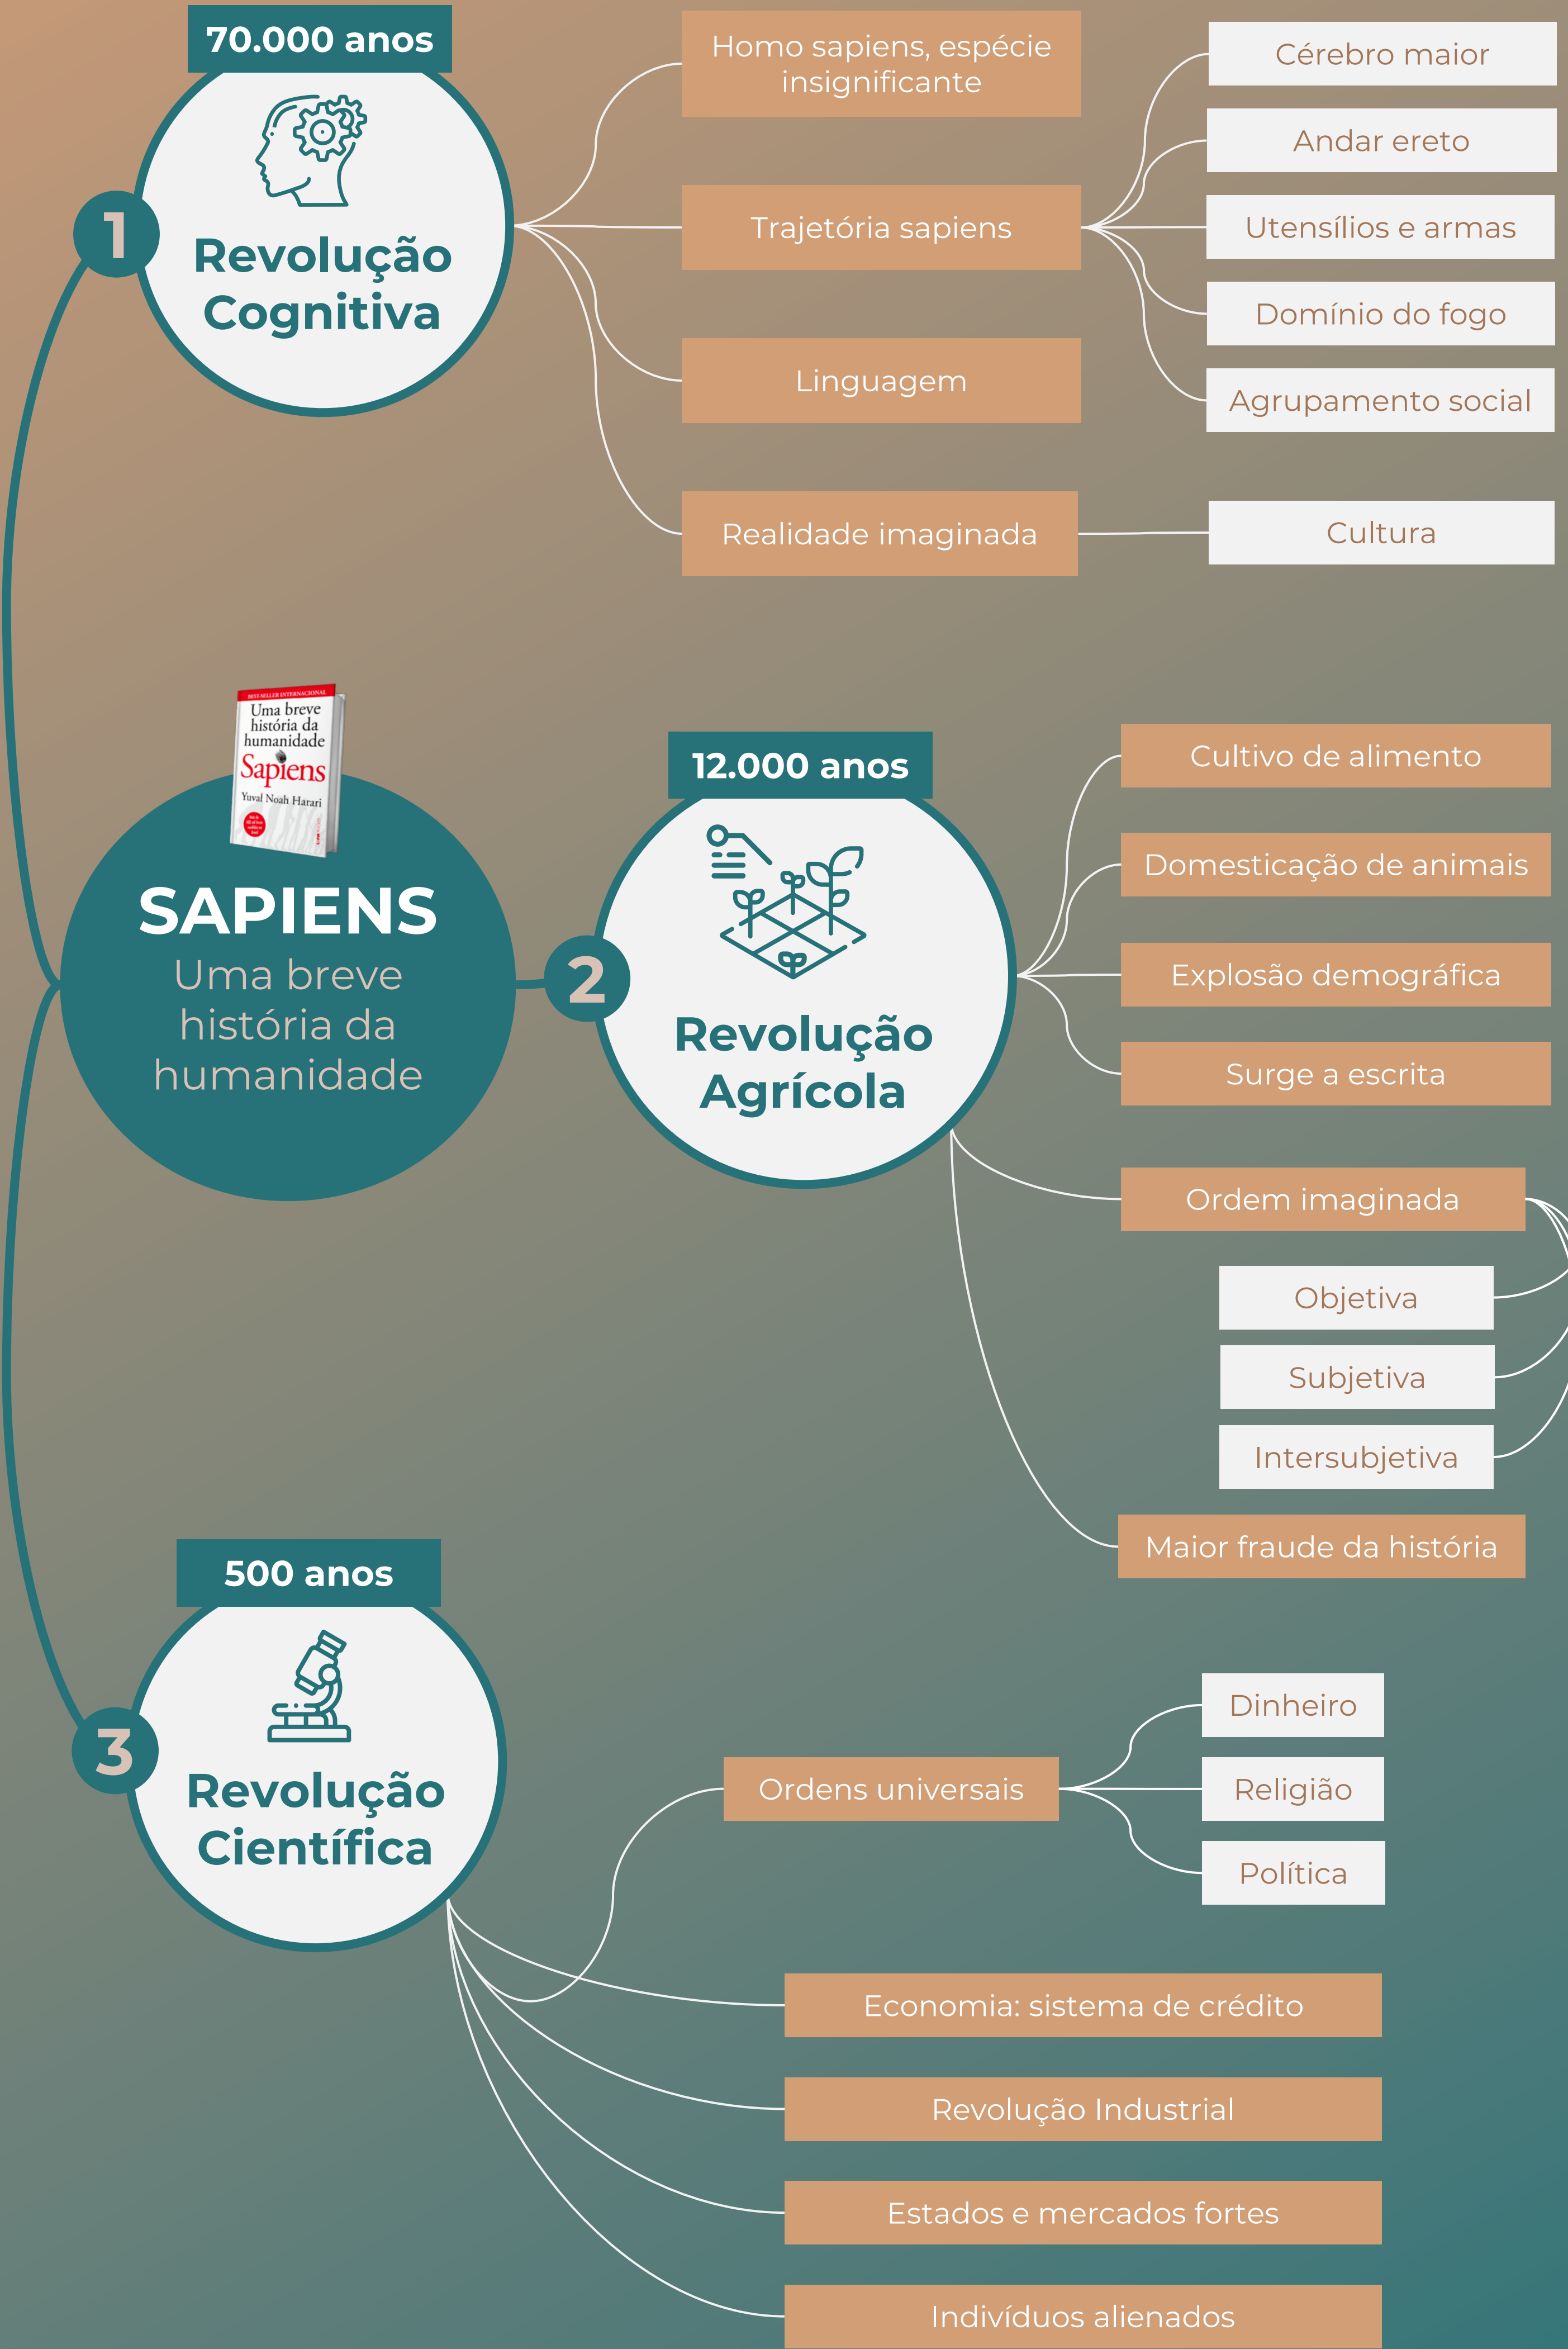 70.000 anos
1
Revolução
Cognitiva
Homo sapiens, espécie
insignificante
Trajetória sapiens
Cérebro maior
Andar ereto
Utensílios e armas
Domínio do fogo
Agrupamento social
Linguagem
Realidade imaginada
Cultura
BEST-SELLER INTERNACIONAL
Uma breve
história da
humanidade
Sapiens
Yuval Noah Harari
SAPIENS
Uma breve
história da
humanidade
12.000 anos
2
Revolução
Agrícola
Cultivo de alimento
Domesticação de animais
Explosão demográfica
Surge a escrita
Ordem imaginada
Objetiva
Subjetiva
Intersubjetiva
Maior fraude da história
500 anos
3
Revolução
Científica
Ordens universais
Dinheiro
Religião
Política
Economia: sistema de crédito
Revolução Industrial
Estados e mercados fortes
Indivíduos alienados